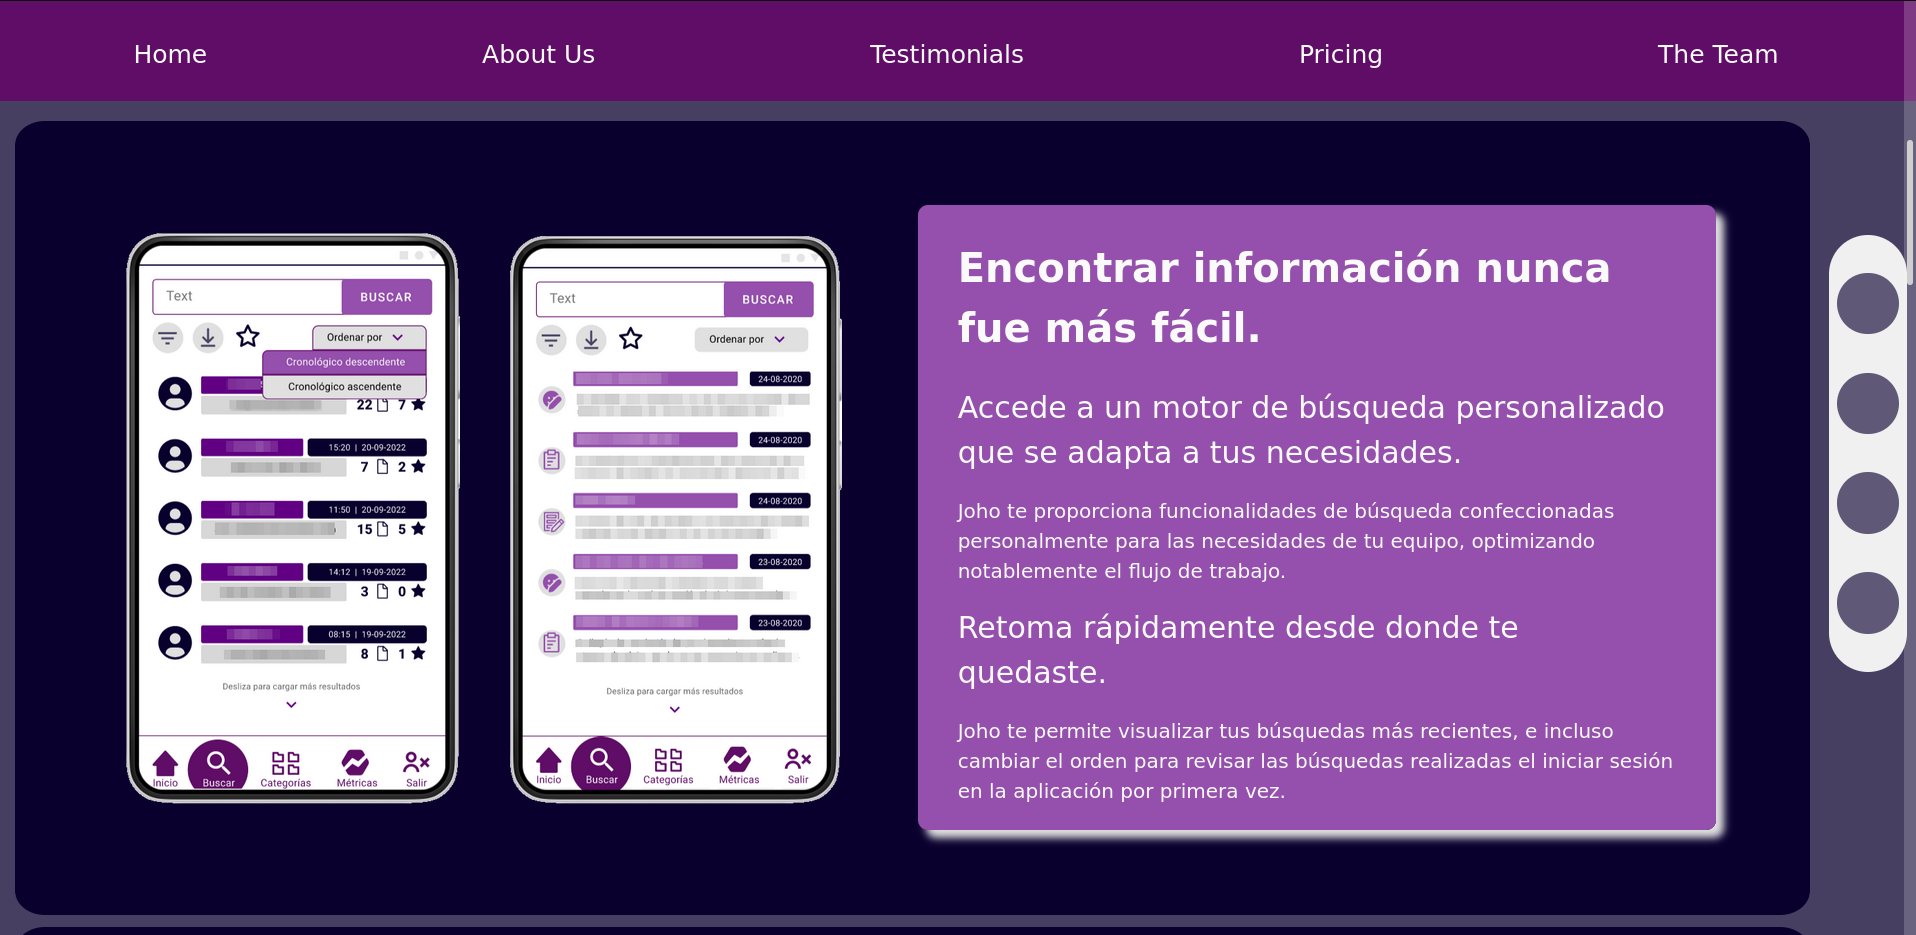 Home About Us Testimonials Pricing The Team
Text BUSCAR
Ordenar por
Cronológico descendente
Cronológico ascendente
22 7
15:20 | 20-09-2022
7 2
11:50 | 20-09-2022
15 5
14:12 | 19-09-2022
3 0
08:15 | 19-09-2022
8 1
Desliza para cargar más resultados
Inicio Buscar Categorías Métricas Salir
Text BUSCAR
Ordenar por
24-08-2020
24-08-2020
24-08-2020
23-08-2020
23-08-2020
Desliza para cargar más resultados
Inicio Buscar Categorías Métricas Salir
Encontrar información nunca
fue más fácil.
Accede a un motor de búsqueda personalizado
que se adapta a tus necesidades.
Joho te proporciona funcionalidades de búsqueda confeccionadas
personalmente para las necesidades de tu equipo, optimizando
notablemente el flujo de trabajo.
Retoma rápidamente desde donde te
quedaste.
Joho te permite visualizar tus búsquedas más recientes, e incluso
cambiar el orden para revisar las búsquedas realizadas el iniciar sesión
en la aplicación por primera vez.